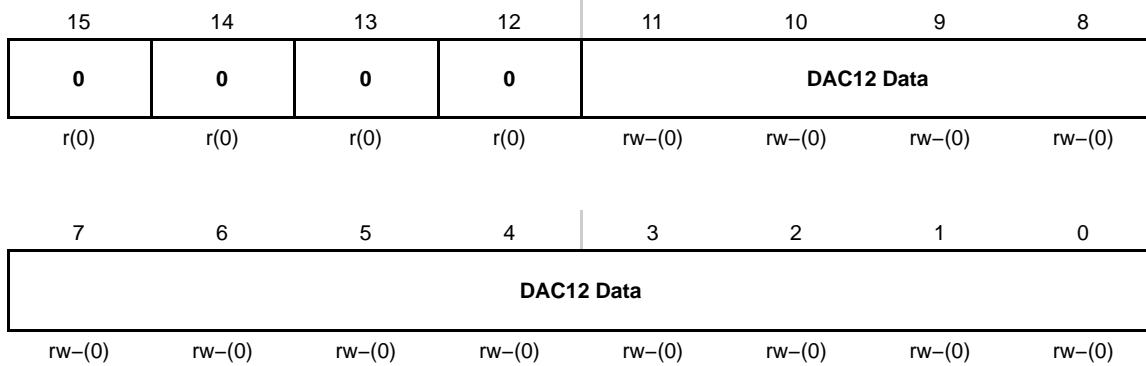 15 14 13 12 11 10 9 8
0 0 0 0 DAC12 Data
r(0) r(0) r(0) r(0) rw−(0) rw−(0) rw−(0) rw−(0)
7 6 5 4 3 2 1 0
DAC12 Data
rw−(0) rw−(0) rw−(0) rw−(0) rw−(0) rw−(0) rw−(0) rw−(0)